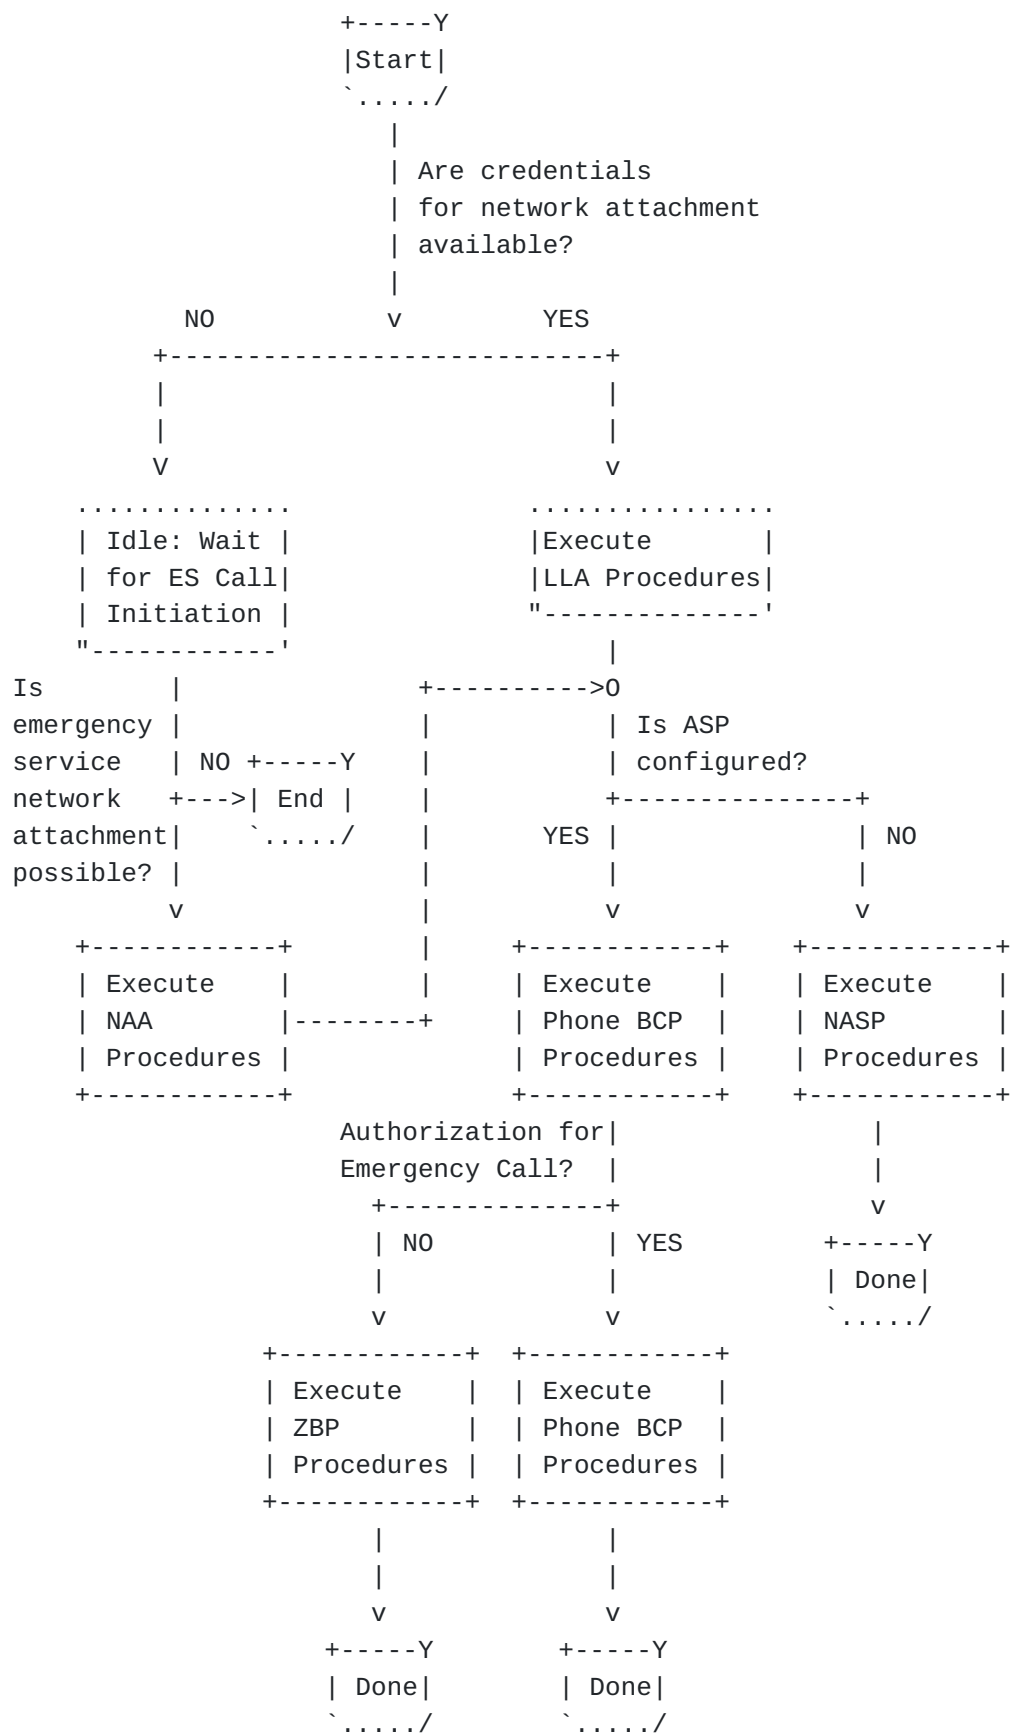 +-----Y
                     |Start|
                     `...../
                        |
                        | Are credentials
                        | for network attachment
                        | available?
                        |
           NO           v         YES
         +----------------------------+
         |                            |
         |                            |
         V                            v
    ..............               ................
    | Idle: Wait |               |Execute       |
    | for ES Call|               |LLA Procedures|
    | Initiation |               "--------------'
    "------------'                    |
Is        |               +---------->O
emergency |               |           | Is ASP
service   | NO +-----Y    |           | configured?
network   +--->| End |    |           +---------------+
attachment|    `...../    |      YES  |               | NO
possible? |               |           |               |
          v               |           v               v
    +------------+        |     +------------+    +------------+
    | Execute    |        |     | Execute    |    | Execute    |
    | NAA        |--------+     | Phone BCP  |    | NASP       |
    | Procedures |              | Procedures |    | Procedures |
    +------------+              +------------+    +------------+
                     Authorization for|                |
                     Emergency Call?  |                |
                       +--------------+                v
                       | NO           | YES         +-----Y
                       |              |             | Done|
                       v              v             `...../
                +------------+  +------------+
                | Execute    |  | Execute    |
                | ZBP        |  | Phone BCP  |
                | Procedures |  | Procedures |
                +------------+  +------------+
                       |              |
                       |              |
                       v              v
                    +-----Y        +-----Y
                    | Done|        | Done|
                    `...../        `...../